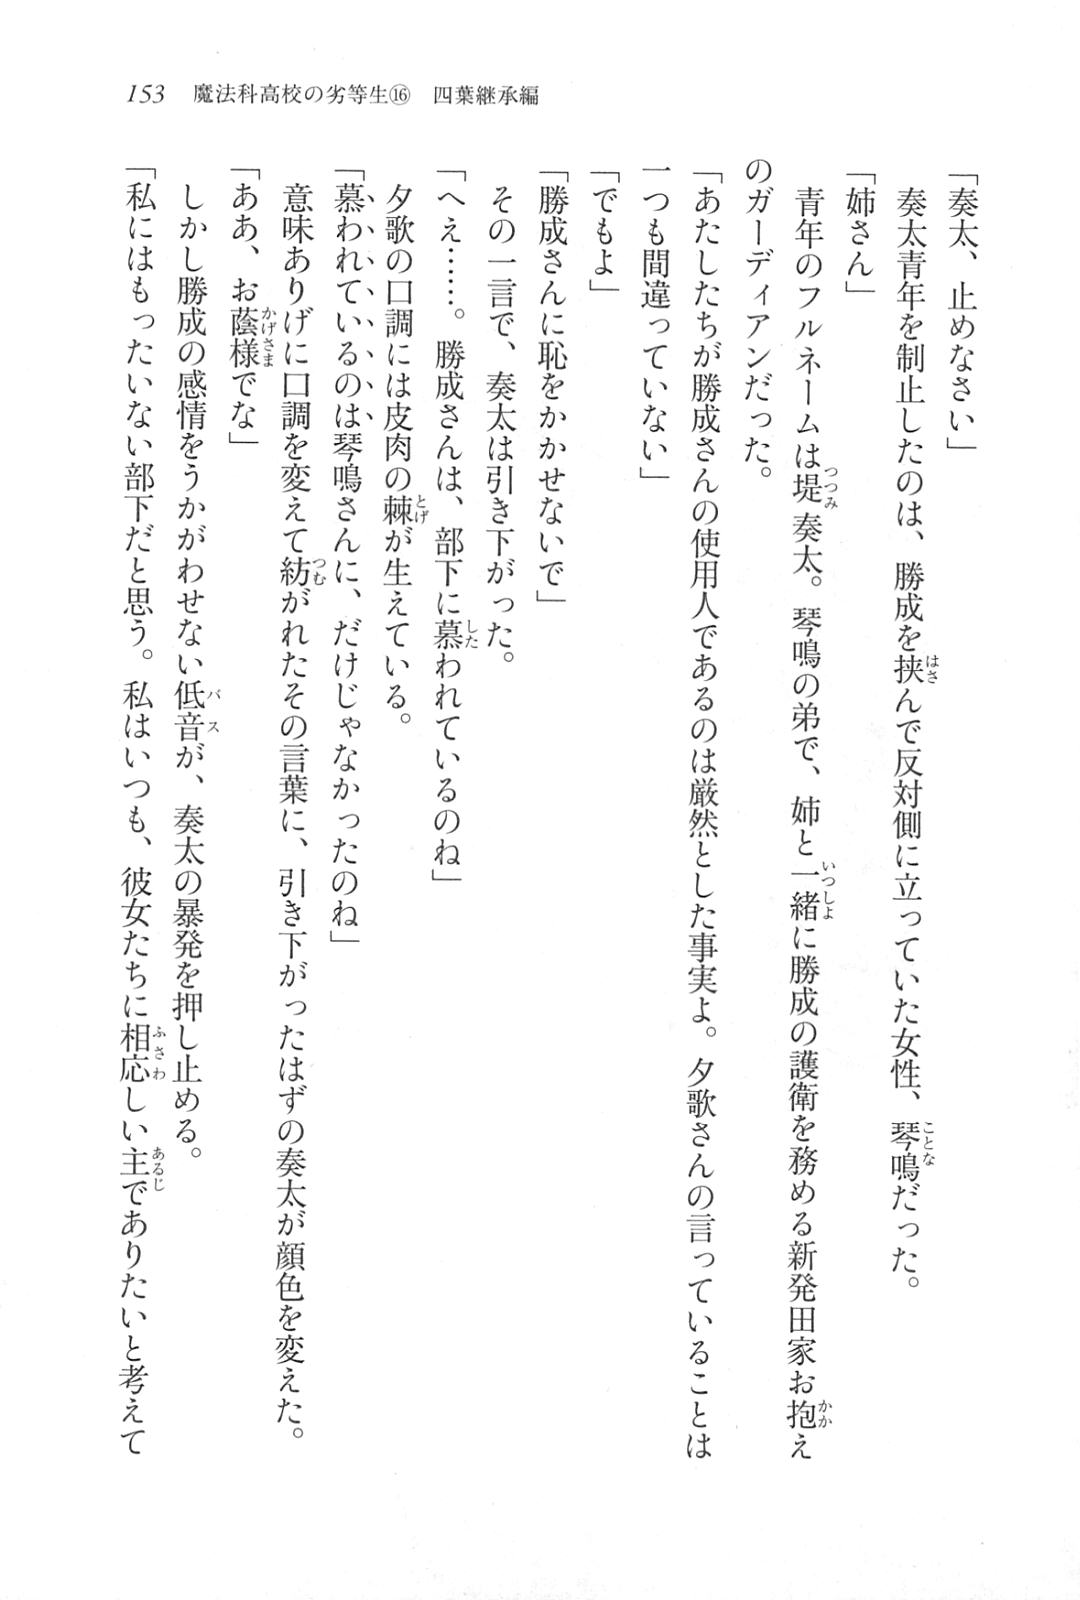 153 魔法科高校の劣等生⑯ 四葉継承編
「奏太、止めなさい」
奏太青年を制止したのは、勝成を挟んで反対側に立っていた女性、琴鳴だった。
「姉さん」
青年のフルネームは堤奏太。琴鳴の弟で、姉と一緒に勝成の護衛を務める新発田家お抱え
のガーディアンだった。
「あたしたちが勝成さんの使用人であるのは厳然とした事実よ。夕歌さんの言っていることは
一つも間違っていない」
「でもよ」
「勝成さんに恥をかかせないで」
その一言で、奏太は引き下がった。
「へえ……。勝成さんは、部下に慕われているのね」
夕歌の口調には皮肉の棘が生えている。
「慕われているのは琴鳴さんに、だけじゃなかったのね」
意味ありげに口調を変えて紡がれたその言葉に、引き下がったはずの奏太が顔色を変えた。
「ああ、お蔭様でな」
しかし勝成の感情をうかがわせない低音が、奏太の暴発を押し止める。
「私にはもったいない部下だと思う。私はいつも、彼女たちに相応しい主でありたいと考えて